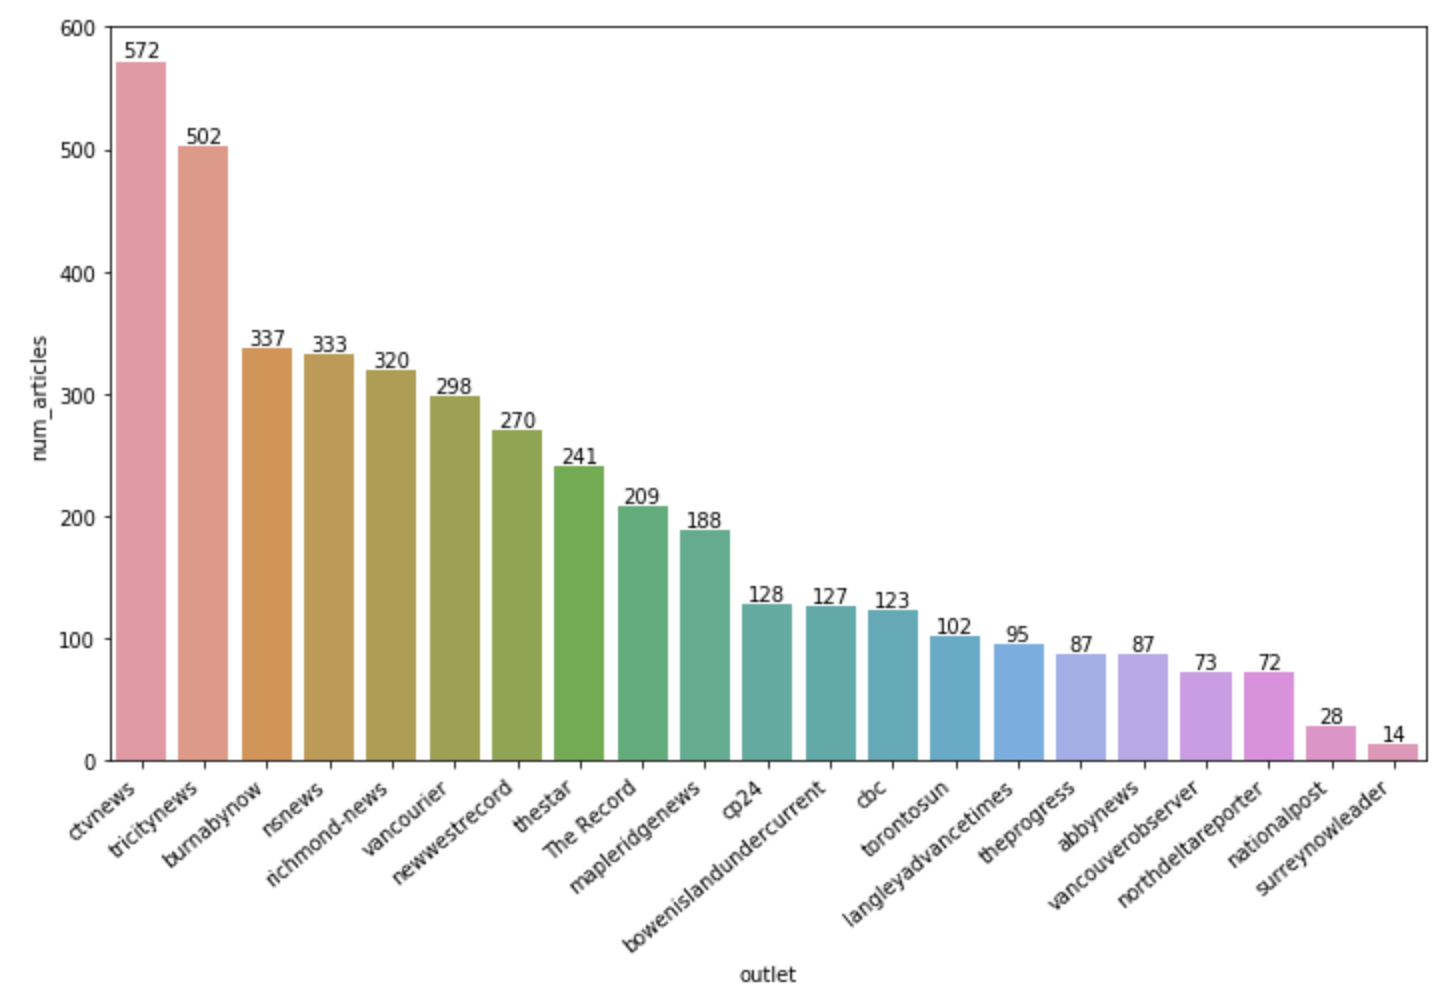 600
500
400
300
200
100
0
num_articles
572
502
337
333
320
298
270
241
209
188
128
127
123
102
95
87
87
73
72
28
14
ctvnews
tricitynews
burnabynow
nsnews
richmond-news
vancourier
newwestrecord
thestar
The Record
mapleridgenews
cp24
bowenislandundercurrent
cbc
torontosun
langleyadvancetimes
theprogress
abbynews
vancouverobserver
northdeltareporter
nationalpost
surreynowleader
outlet